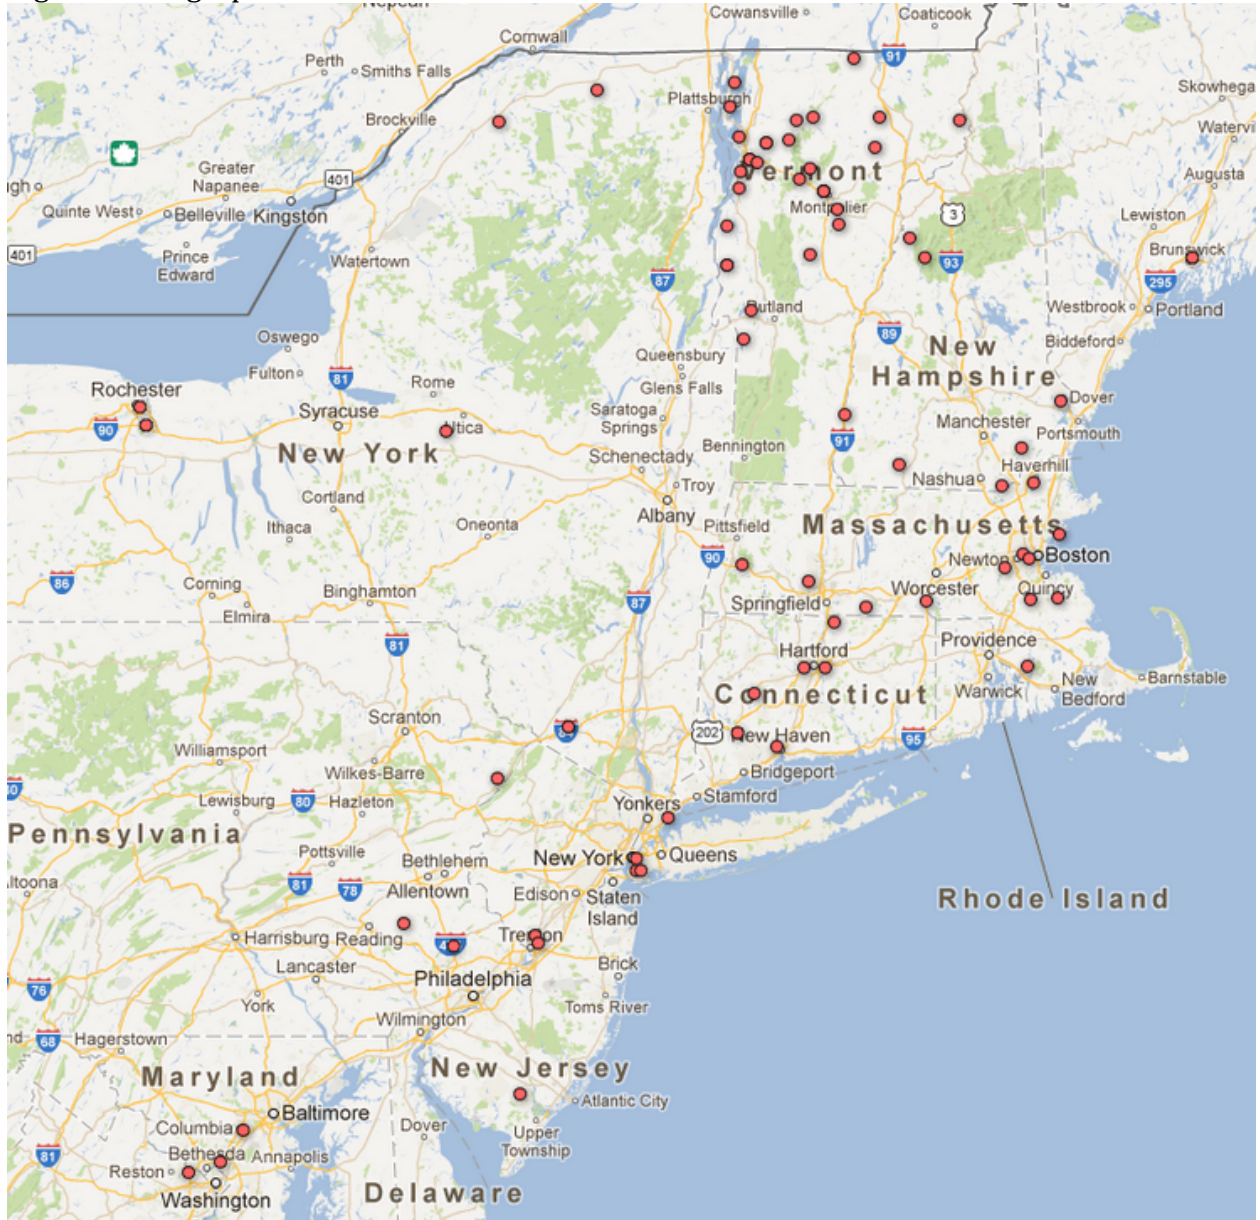 Cowansville
Coaticook
Cornwall
91
Perth
Smiths Falls
Skowhega
Plattsburgh
Brockville
Watervi
Vermont
Greater
Napanee
401
Augusta
Quinte West
Belleville
Kingston
Montpelier
3
Lewiston
401
Prince
Edward
Watertown
Brunswick
93
87
295
Rutland
Westbrook
Portland
Oswego
89
Biddeford
New
Hampshire
Queensbury
Fulton
81
Rome
Glens Falls
Rochester
Dover
Syracuse
Saratoga
Springs
90
Utica
Manchester
Portsmouth
91
New York
Bennington
Schenectady
Haverhill
Troy
Nashua
Cortland
Albany
Pittsfield
Massachusetts
Ithaca
Oneonta
90
Newton
Boston
86
Corning
Binghamton
Worcester
Quincy
Elmira
87
Springfield
81
Hartford
Providence
Barnstable
Connecticut
Warwick
New
Bedford
Scranton
84
202
New Haven
95
Williamsport
Wilkes-Barre
Bridgeport
Lewisburg
80
Hazleton
Yonkers
Stamford
Pennsylvania
Pottsville
Bethlehem
New York
Queens
ltoona
81
78
Allentown
Edison
Staten
Island
Rhode Island
Harrisburg
Reading
Trenton
Lancaster
Brick
76
Philadelphia
York
Toms River
Wilmington
68
Hagerstown
Maryland
New Jersey
Baltimore
Atlantic City
Columbia
Dover
Upper
Township
81
Bethesda
Annapolis
Reston
Washington
Delaware